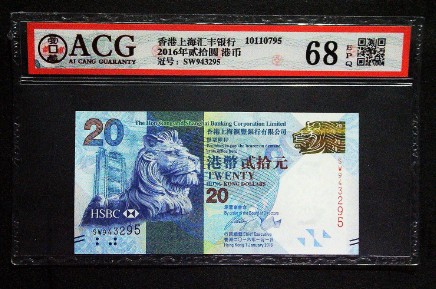 ACG
AI CANG GUARANTY
香港上海汇丰银行 10110795
2016年贰拾圆 港币
冠号: SW943295
68 EPQ
20
The Hongkong and Shanghai Banking Corporation Limited
香港上海滙豐銀行有限公司
港幣貳拾元
TWENTY
HONG KONG DOLLARS
20
HSBC
SW943295
SW943295